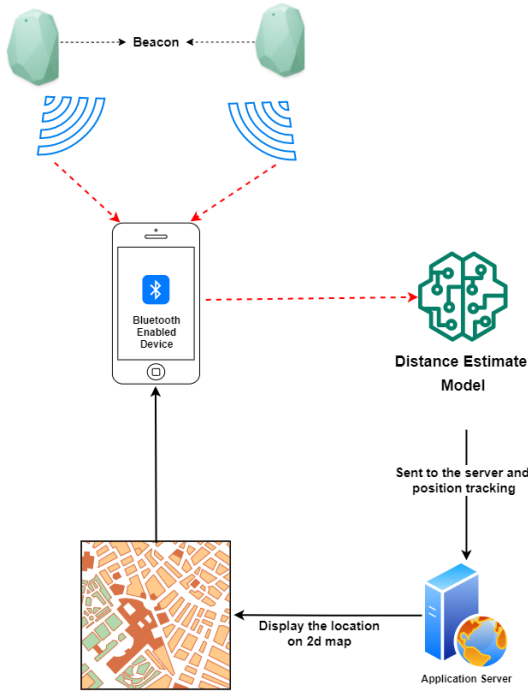 Beacon
Bluetooth
Enabled
Device
Distance Estimate
Model
Sent to the server and
position tracking
Display the location
on 2d map
Application Server